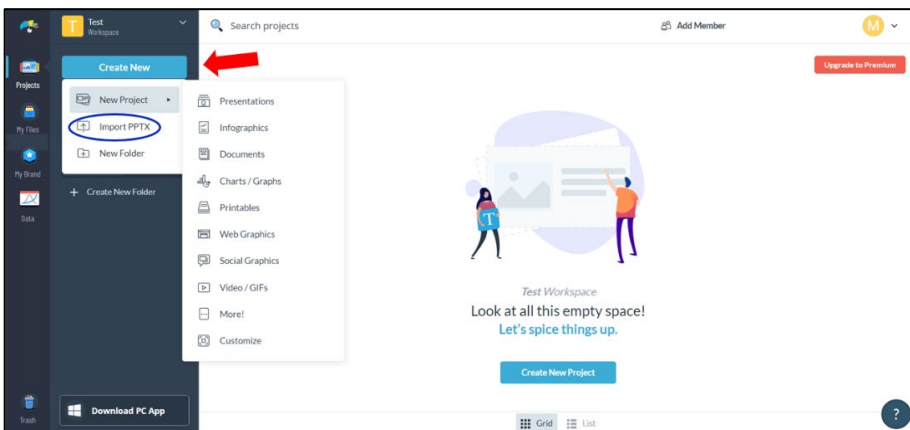 T
Test
Workspace
Search projects
Add Member
M
Create New
Upgrade to Premium
Projects
My Files
My Brand
Data
Trash
New Project
Import PPTX
New Folder
+ Create New Folder
Presentations
Infographics
Documents
Charts / Graphs
Printables
Web Graphics
Social Graphics
Video / GIFs
More!
Customize
T
Test Workspace
Look at all this empty space!
Let's spice things up.
Create New Project
Download PC App
Grid
List
?